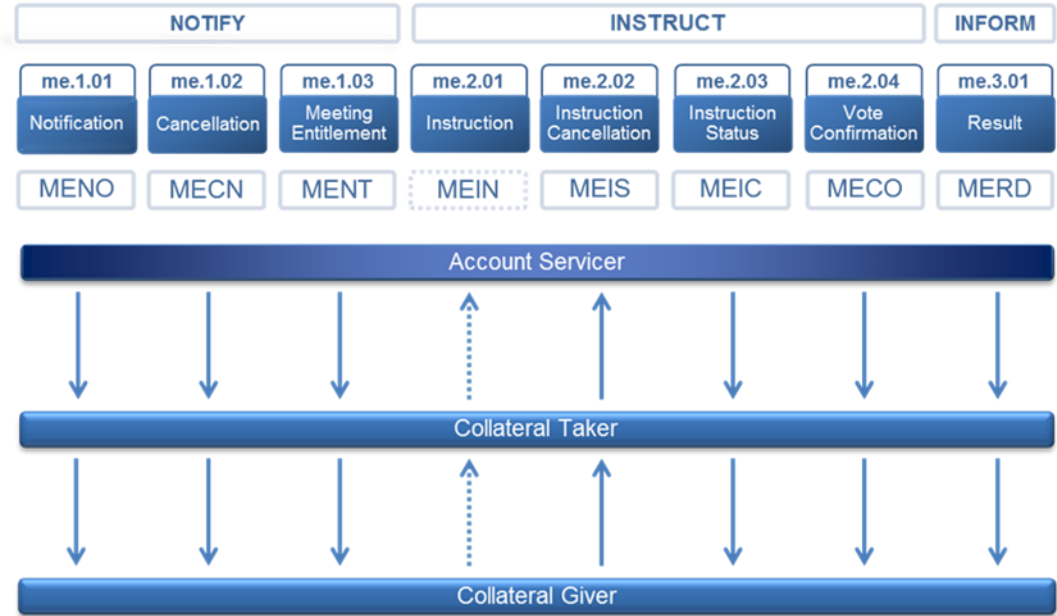 NOTIFY INSTRUCT INFORM
me.1.01 me.1.02 me.1.03 me.2.01 me.2.02 me.2.03 me.2.04 me.3.01
Notification Cancellation Meeting Entitlement Instruction Instruction Cancellation Instruction Status Vote Confirmation Result
MENO MECN MENT MEIN MEIS MEIC MECO MERD
Account Servicer
Collateral Taker
Collateral Giver